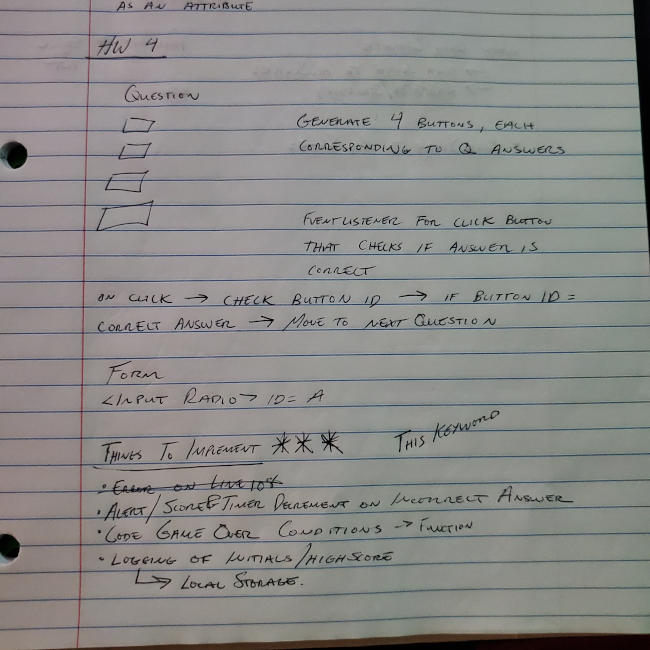 AS AN ATTRIBUTE
HW 4
QUESTION
GENERATE 4 BUTTONS, EACH
CORRESPONDING TO Q ANSWERS
EVENTLISTENER FOR CLICK BUTTON
THAT CHECKS IF ANSWER IS
CORRECT
ON CLICK → CHECK BUTTON ID → IF BUTTON ID =
CORRECT ANSWER → MOVE TO NEXT QUESTION
FORM
<INPUT RADIO> ID = A
THINGS TO IMPLEMENT *** THIS KEYWORD
• ERROR ON LINE 108
• ALERT/SCORE & TIMER DECREMENT ON INCORRECT ANSWER
• CODE GAME OVER CONDITIONS → FUNCTION
• LOGGING OF INITIALS/HIGHSCORE
↳ LOCAL STORAGE.